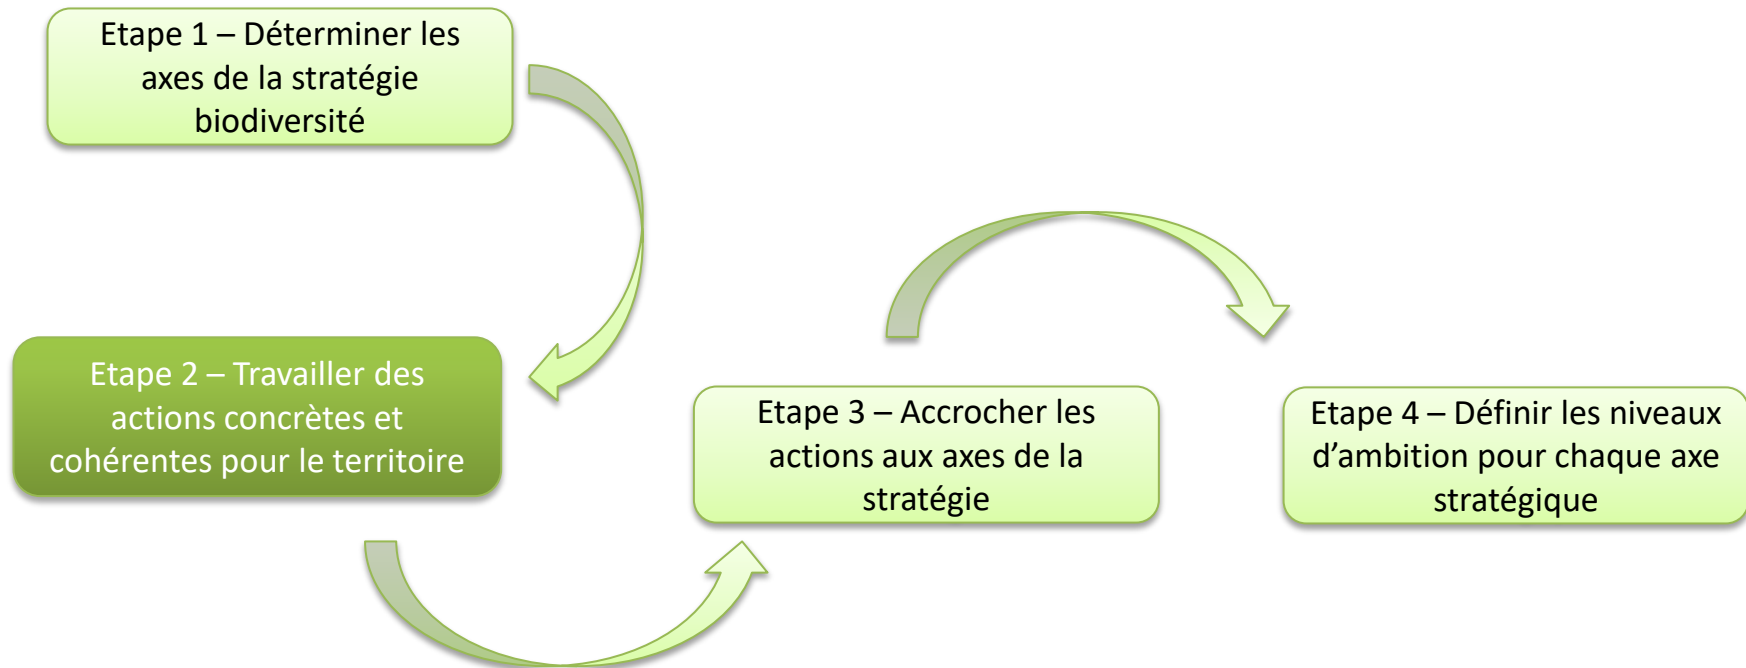 Etape 1 – Déterminer les
axes de la stratégie
biodiversité
Etape 2 – Travailler des
actions concrètes et
cohérentes pour le territoire
Etape 3 – Accrocher les
actions aux axes de la
stratégie
Etape 4 – Définir les niveaux
d’ambition pour chaque axe
stratégique